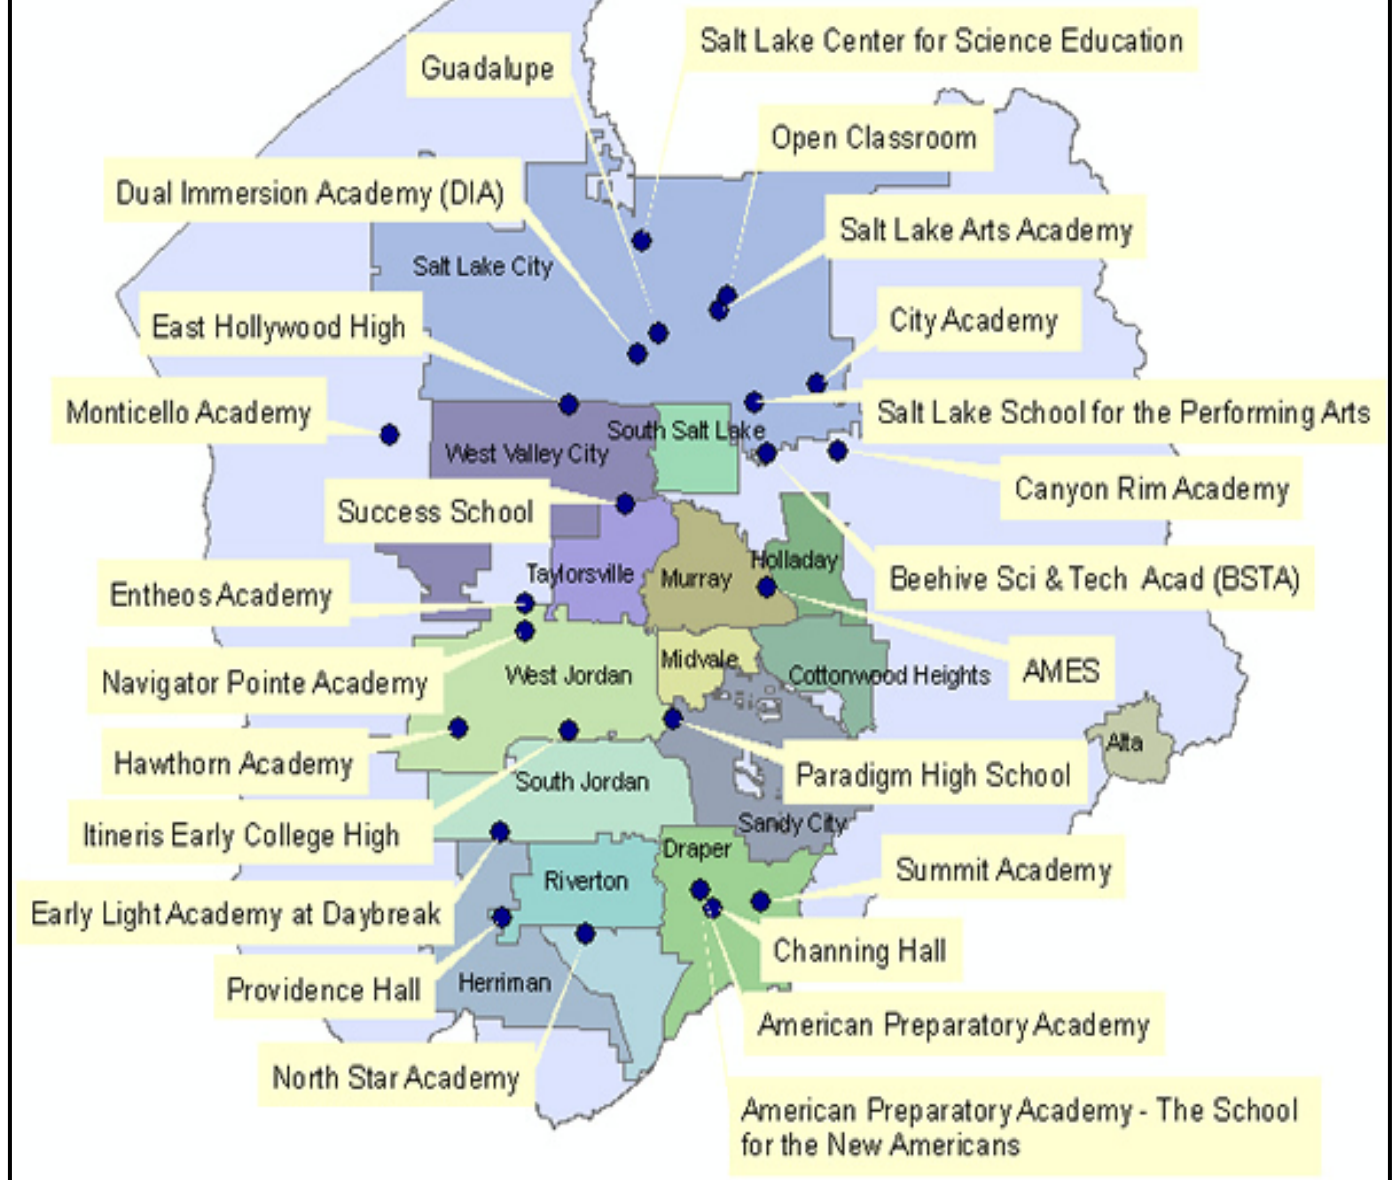 Salt Lake Center for Science Education
Guadalupe
Open Classroom
Dual Immersion Academy (DIA)
Salt Lake Arts Academy
Salt Lake City
City Academy
East Hollywood High
Monticello Academy
Salt Lake School for the Performing Arts
South Salt Lake
West Valley City
Canyon Rim Academy
Success School
Holladay
Taylorsville
Murray
Beehive Sci & Tech Acad (BSTA)
Entheos Academy
Midvale
AMES
West Jordan
Cottonwood Heights
Navigator Pointe Academy
Alta
Hawthorn Academy
Paradigm High School
South Jordan
Sandy City
Itineris Early College High
Draper
Summit Academy
Riverton
Early Light Academy at Daybreak
Channing Hall
Herriman
Providence Hall
American Preparatory Academy
North Star Academy
American Preparatory Academy - The School
for the New Americans